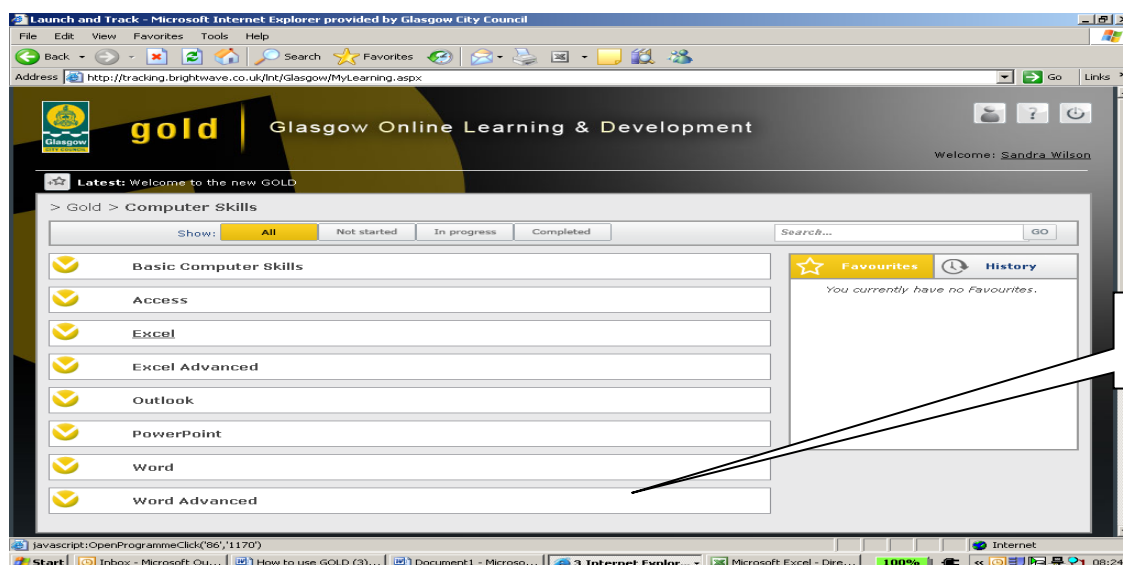 Launch and Track - Microsoft Internet Explorer provided by Glasgow City Council
File Edit View Favorites Tools Help
Back Search Favorites
Address http://tracking.brightwave.co.uk/lnt/Glasgow/MyLearning.aspx Go Links
Glasgow
CITY COUNCIL
gold Glasgow Online Learning & Development
?
Welcome: Sandra Wilson
Latest: Welcome to the new GOLD
> Gold > Computer Skills
Show: All Not started In progress Completed Search... GO
Basic Computer Skills
Favourites History
You currently have no Favourites.
Access
Excel
Excel Advanced
Outlook
PowerPoint
Word
Word Advanced
javascript:OpenProgrammeClick('86','1170') Internet
Start Inbox - Microsoft Ou... How to use GOLD (3)... Document1 - Microso... 3 Internet Explor... Microsoft Excel - Dire... 100% « 08:24